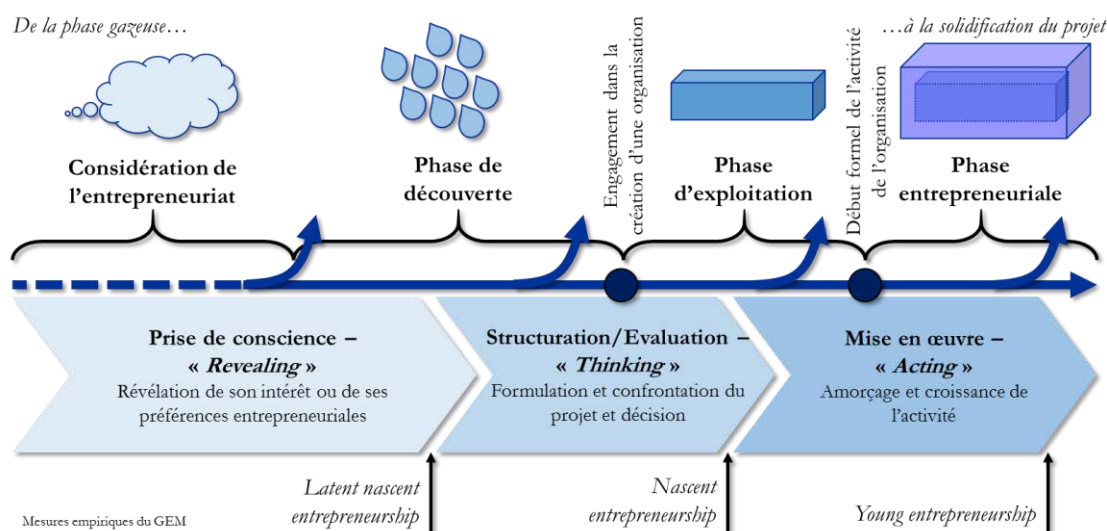 De la phase gazeuse…
…à la solidification du projet
Considération de
l'entrepreneuriat
Phase de
découverte
Engagement dans la
création d'une organisation
Phase
d'exploitation
Début formel de l'activité
de l'organisation
Phase
entrepreneuriale
Prise de conscience –
« Revealing »
Révélation de son intérêt ou de ses
préférences entrepreneuriales
Structuration/Evaluation –
« Thinking »
Formulation et confrontation du
projet et décision
Mise en œuvre –
« Acting »
Amorçage et croissance de
l'activité
Latent nascent
entrepreneurship
Nascent
entrepreneurship
Young entrepreneurship
Mesures empiriques du GEM